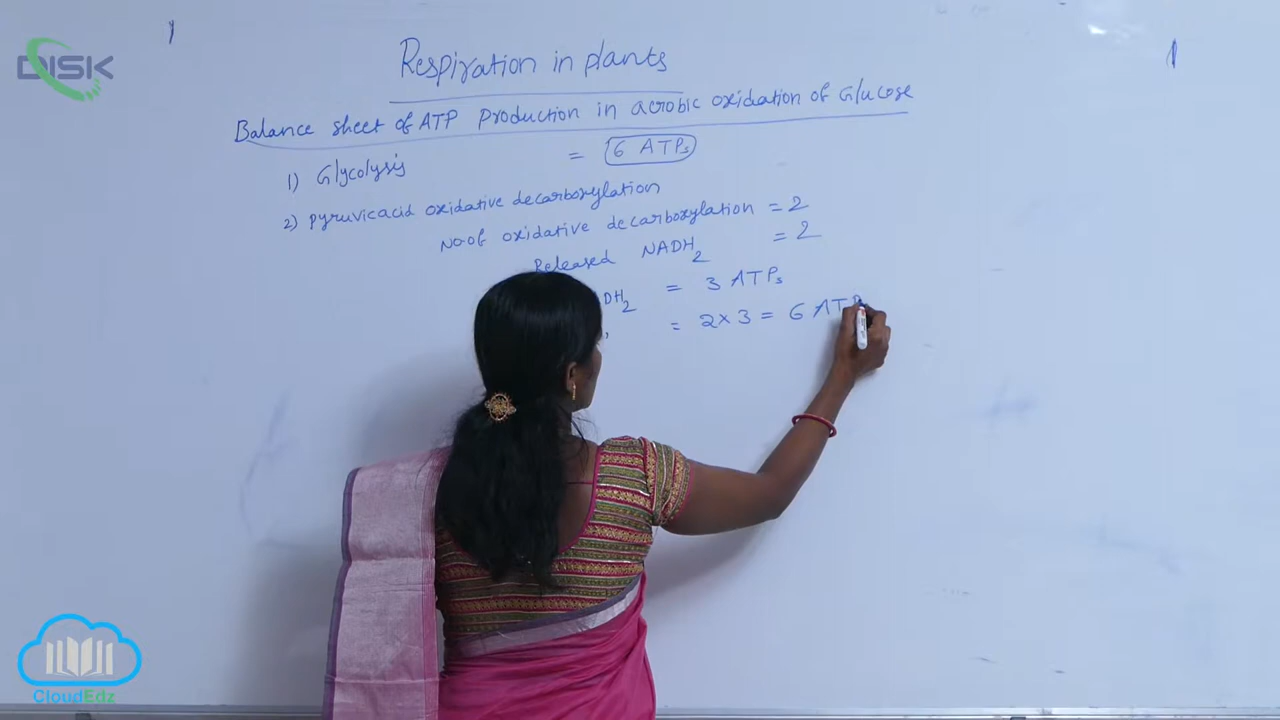 DISK
Respiration in plants
Balance sheet of ATP Production in aerobic oxidation of Glucose
1) Glycolysis = 6 ATPs
2) Pyruvicacid oxidative decarboxylation
No.of oxidative decarboxylation = 2
Released NADH2 = 2
DH2 = 3 ATPs
= 2 x 3 = 6 ATP
CloudEdz